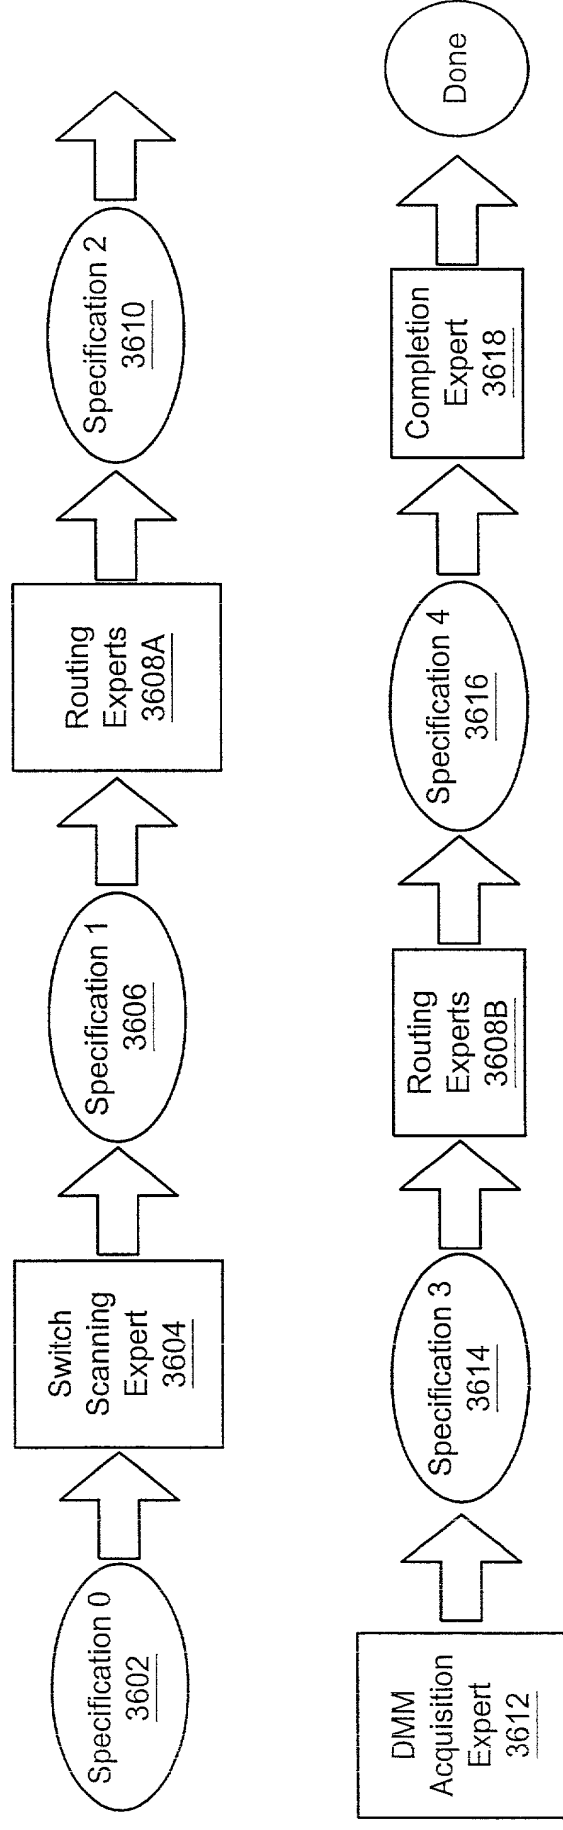 Specification 0
3602
Switch
Scanning
Expert
3604
Specification 1
3606
Routing
Experts
3608A
Specification 2
3610
DMM
Acquisition
Expert
3612
Specification 3
3614
Routing
Experts
3608B
Specification 4
3616
Completion
Expert
3618
Done